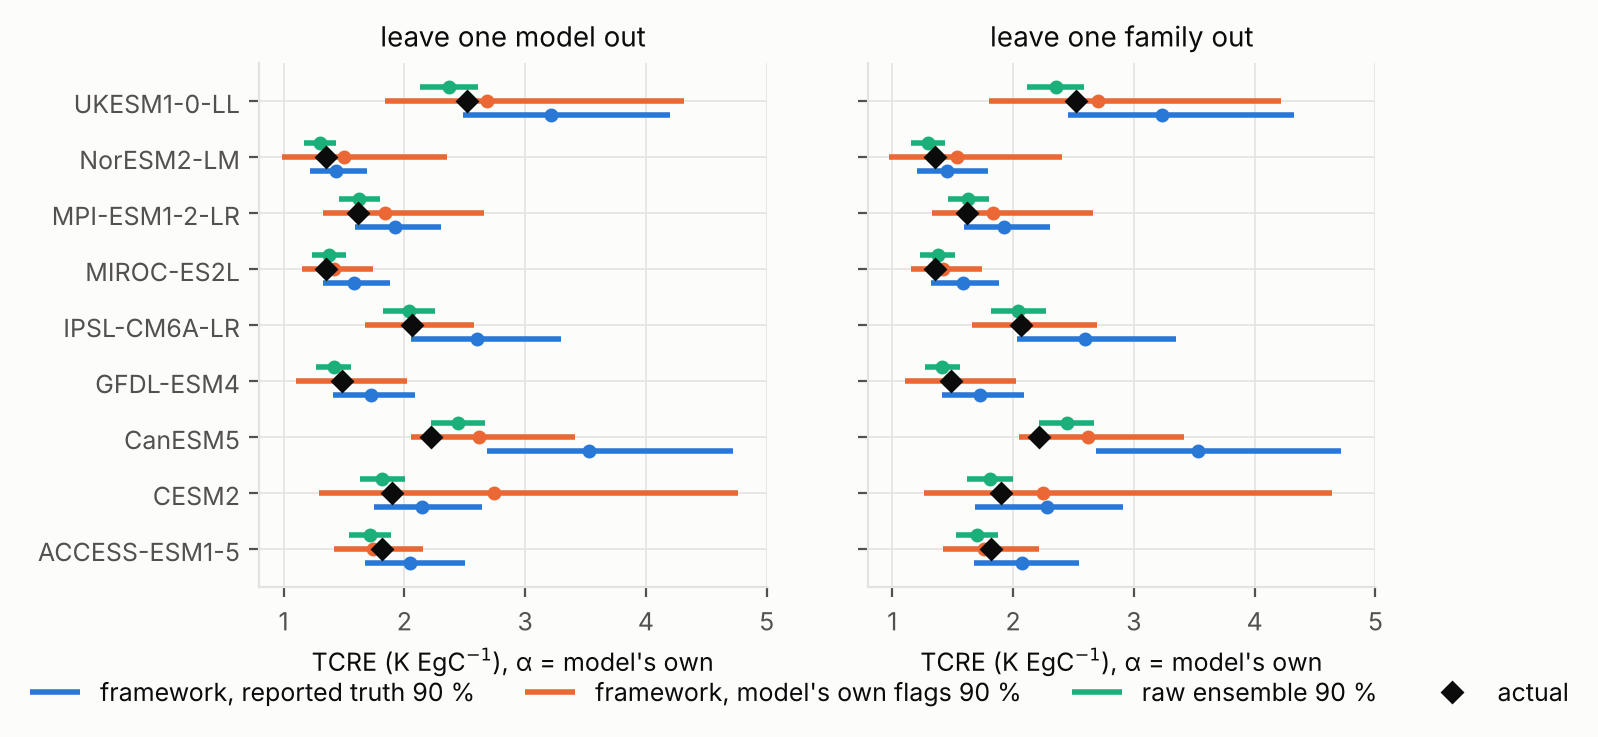 leave one model out
leave one family out
UKESM1-0-LL
NorESM2-LM
MPI-ESM1-2-LR
MIROC-ES2L
IPSL-CM6A-LR
GFDL-ESM4
CanESM5
CESM2
ACCESS-ESM1-5
1 2 3 4 5
1 2 3 4 5
TCRE (K EgC⁻¹), α = model's own
TCRE (K EgC⁻¹), α = model's own
framework, reported truth 90 % framework, model's own flags 90 % raw ensemble 90 % actual